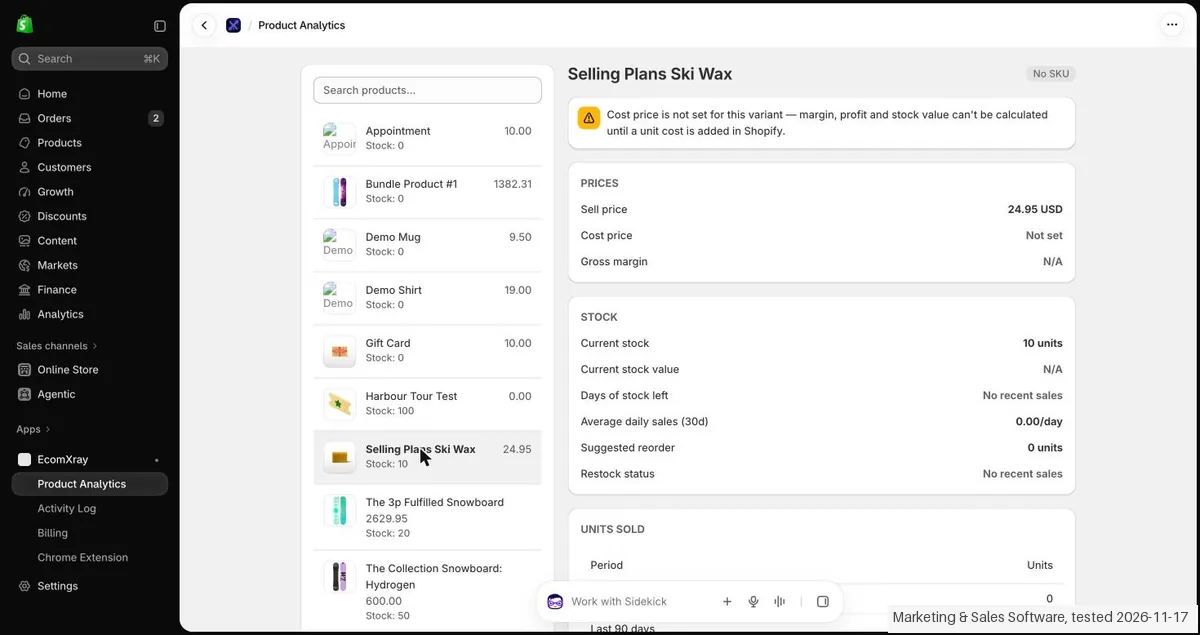 Search
⌘K
Home
Orders 2
Products
Customers
Growth
Discounts
Content
Markets
Finance
Analytics
Sales channels
Online Store
Agentic
Apps
EcomXray
Product Analytics
Activity Log
Billing
Chrome Extension
Settings
/ Product Analytics
Search products...
Appoin
Appointment 10.00
Stock: 0
Bundle Product #1 1382.31
Stock: 0
Demo
Demo Mug 9.50
Stock: 0
Demo
Demo Shirt 19.00
Stock: 0
Gift Card 10.00
Stock: 0
Harbour Tour Test 0.00
Stock: 100
Selling Plans Ski Wax 24.95
Stock: 10
The 3p Fulfilled Snowboard
2629.95
Stock: 20
The Collection Snowboard:
Hydrogen
600.00
Stock: 50
Selling Plans Ski Wax No SKU
Cost price is not set for this variant — margin, profit and stock value can't be calculated
until a unit cost is added in Shopify.
PRICES
Sell price 24.95 USD
Cost price Not set
Gross margin N/A
STOCK
Current stock 10 units
Current stock value N/A
Days of stock left No recent sales
Average daily sales (30d) 0.00/day
Suggested reorder 0 units
Restock status No recent sales
UNITS SOLD
Period Units
0
Last 90 days
Work with Sidekick
Marketing & Sales Software, tested 2026-11-17